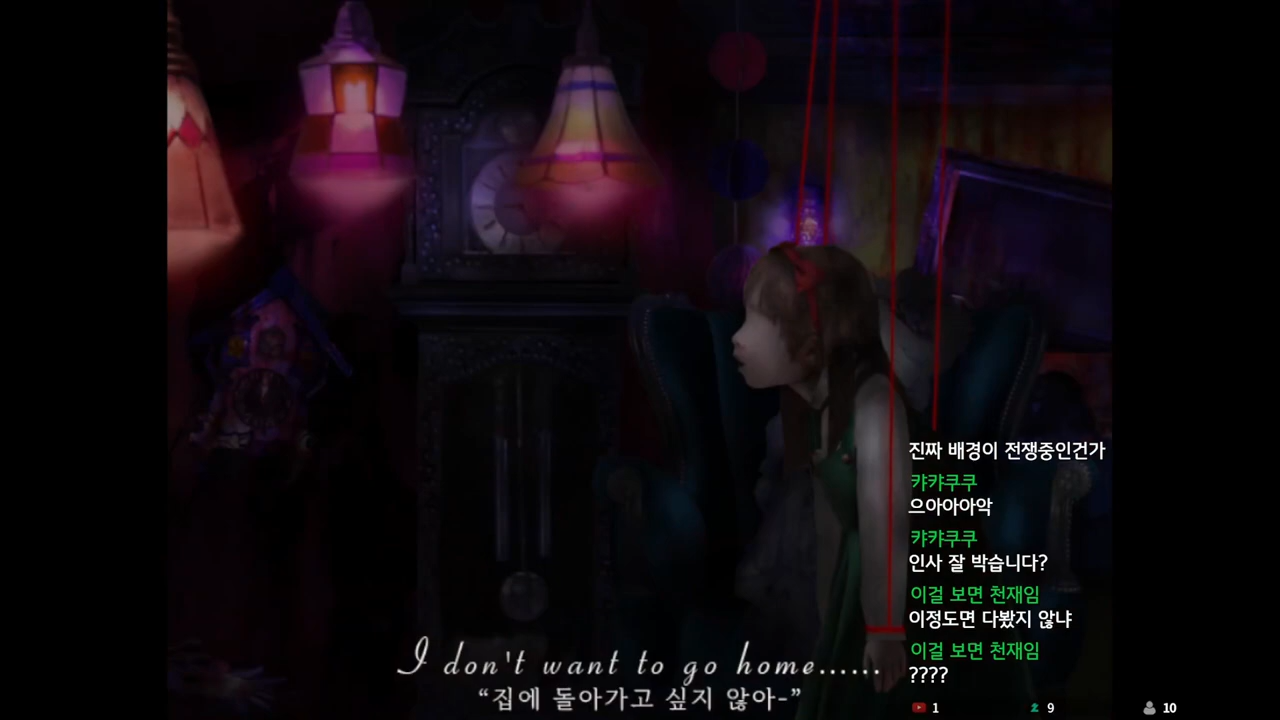 진짜 배경이 전쟁중인건가
캬캬쿠쿠
으아아아악
캬캬쿠쿠
인사 잘 박습니다?
이걸 보면 천재임
이정도면 다봤지 않냐
이걸 보면 천재임
????
I don't want to go home......
“집에 돌아가고 싶지 않아-”
1 9 10